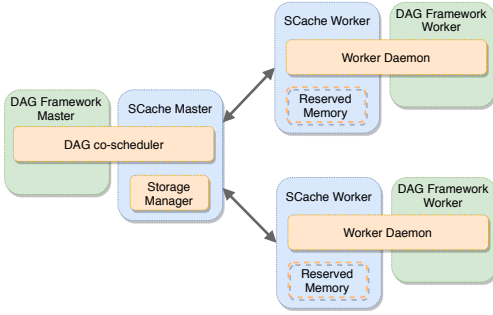 SCache Worker
DAG Framework
Worker
Worker Daemon
Reserved
Memory
DAG Framework
Master
SCache Master
DAG co-scheduler
Storage
Manager
SCache Worker
DAG Framework
Worker
Worker Daemon
Reserved
Memory